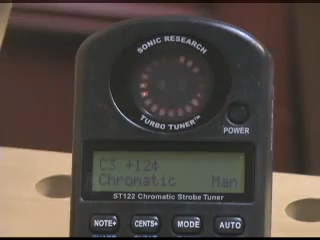 SONIC RESEARCH
TURBO TUNER™
POWER
C3 +12¢
Chromatic Man
ST122 Chromatic Strobe Tuner
NOTE+ CENTS+ MODE AUTO